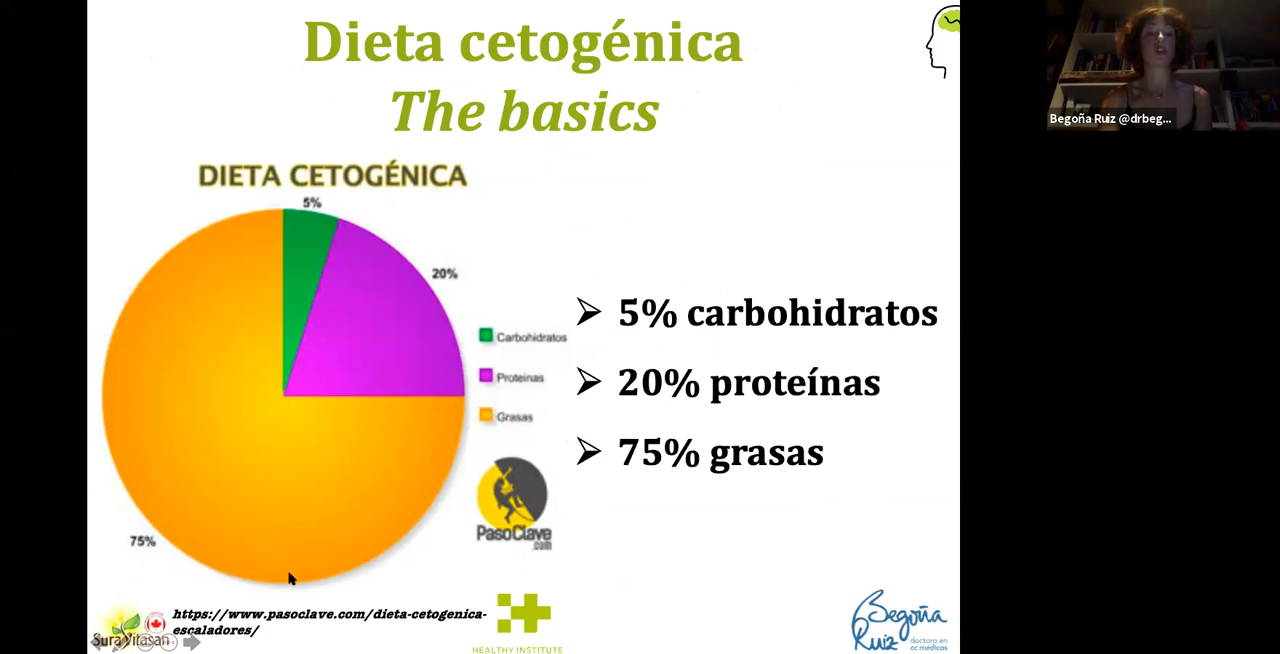 Dieta cetogénica
The basics
DIETA CETOGÉNICA
5%
20%
Carbohidratos
Proteinas
Grasas
75%
PasoClave
.com
➢ 5% carbohidratos
➢ 20% proteínas
➢ 75% grasas
Sura Vitasan
https://www.pasoclave.com/dieta-cetogenica-
escaladores/
HEALTHY INSTITUTE
Begoña
Ruiz
doctora en
cc médicas
Begoña Ruiz @drbeg...